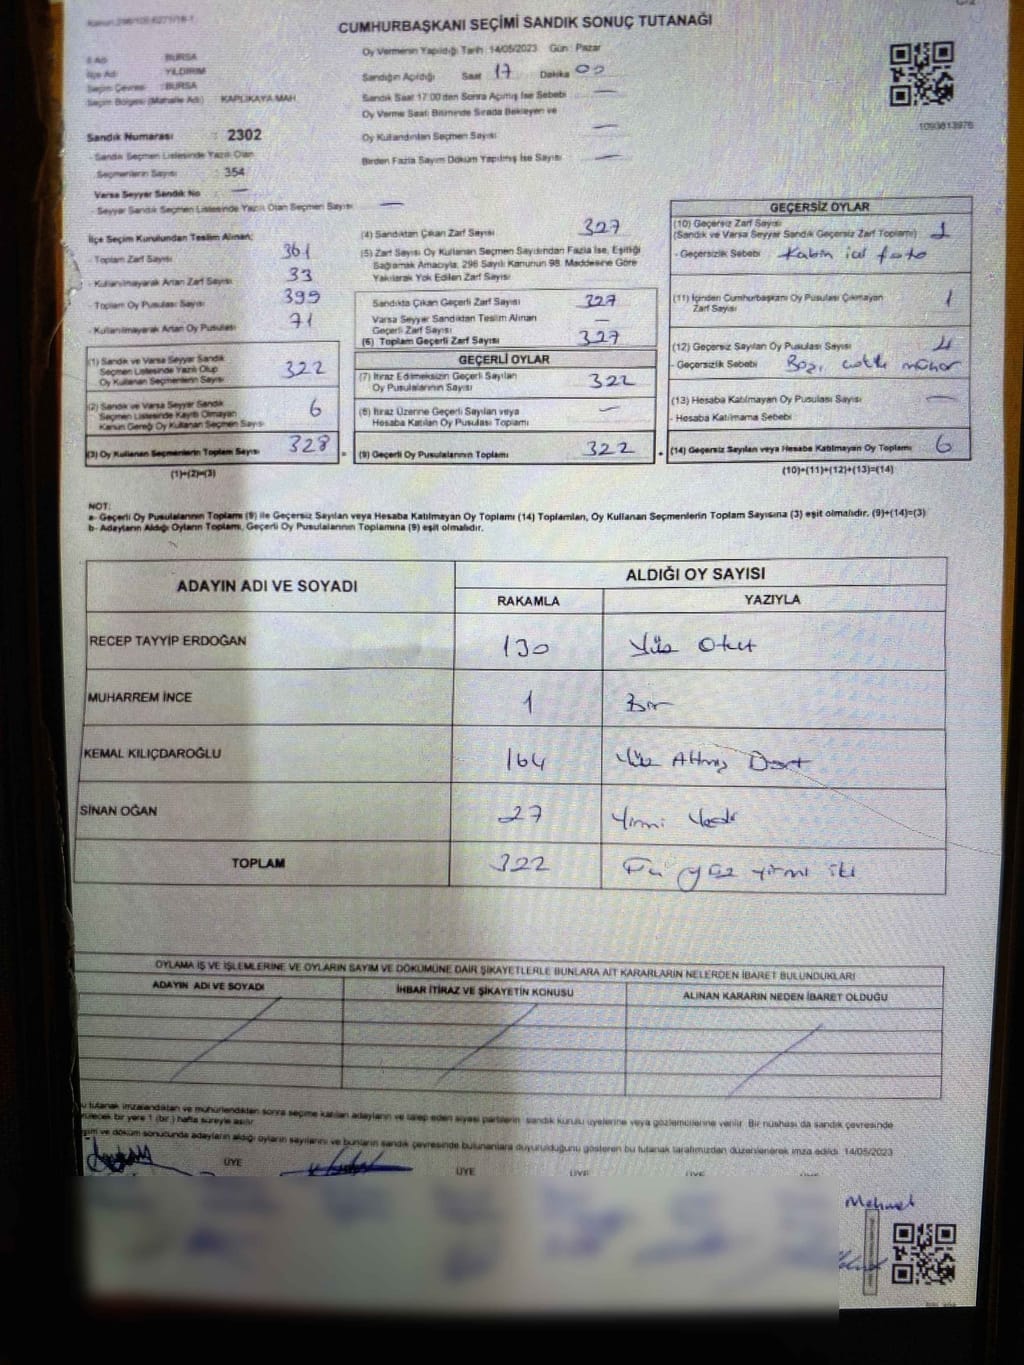 CUMHURBAŞKANI SEÇİMİ SANDIK SONUÇ TUTANAĞI
İl Adı BURSA
İlçe Adı YILDIRIM
Seçim Çevresi : BURSA
Seçim Bölgesi (Mahalle Adı) KAPLIKAYA MAH.
Sandık Numarası : 2302
- Sandık Seçmen Listesinde Yazılı Olan
Seçmenlerin Sayısı : 354
Varsa Seyyar Sandık No —
- Seyyar Sandık Seçmen Listesinde Yazılı Olan Seçmen Sayısı —
Oy Vermenin Yapıldığı Tarih : 14/05/2023 Gün : Pazar
Sandığın Açıldığı Saat 17 Dakika 00
Sandık Saat 17:00'den Sonra Açılmış İse Sebebi —
Oy Verme Saati Bitiminde Sırada Bekleyen ve
Oy Kullandırılan Seçmen Sayısı —
Birden Fazla Sayım Döküm Yapılmış İse Sayısı —
1093813976
İlçe Seçim Kurulundan Teslim Alınan;
- Toplam Zarf Sayısı 361
- Kullanılmayarak Artan Zarf Sayısı 33
- Toplam Oy Pusulası Sayısı 399
- Kullanılmayarak Artan Oy Pusulası 71
(1) Sandık ve Varsa Seyyar Sandık
Seçmen Listesinde Yazılı Olup
Oy Kullanan Seçmenlerin Sayısı 322
(2) Sandık ve Varsa Seyyar Sandık
Seçmen Listesinde Kayıtlı Olmayan
Kanun Gereği Oy Kullanan Seçmen Sayısı 6
(3) Oy Kullanan Seçmenlerin Toplam Sayısı 328
(1)+(2)=(3)
(4) Sandıktan Çıkan Zarf Sayısı 327
(5) Zarf Sayısı Oy Kullanan Seçmen Sayısından Fazla İse, Eşitliği
Sağlamak Amacıyla, 298 Sayılı Kanunun 98. Maddesine Göre
Yakılarak Yok Edilen Zarf Sayısı
Sandıkta Çıkan Geçerli Zarf Sayısı 327
Varsa Seyyar Sandıktan Teslim Alınan
Geçerli Zarf Sayısı —
(6) Toplam Geçerli Zarf Sayısı 327
GEÇERLİ OYLAR
(7) İtiraz Edilmeksizin Geçerli Sayılan
Oy Pusulalarının Sayısı 322
(8) İtiraz Üzerine Geçerli Sayılan veya
Hesaba Katılan Oy Pusulası Toplamı —
(9) Geçerli Oy Pusulalarının Toplamı 322
GEÇERSİZ OYLAR
(10) Geçersiz Zarf Sayısı
(Sandık ve Varsa Seyyar Sandık Geçersiz Zarf Toplamı) 1
- Geçersizlik Sebebi
(11) İçinden Cumhurbaşkanı Oy Pusulası Çıkmayan
Zarf Sayısı 1
(12) Geçersiz Sayılan Oy Pusulası Sayısı 4
- Geçersizlik Sebebi Boş, mühür
(13) Hesaba Katılmayan Oy Pusulası Sayısı —
- Hesaba Katılmama Sebebi
(14) Geçersiz Sayılan veya Hesaba Katılmayan Oy Toplamı 6
(10)+(11)+(12)+(13)=(14)
NOT:
a- Geçerli Oy Pusulalarının Toplamı (9) ile Geçersiz Sayılan veya Hesaba Katılmayan Oy Toplamı (14) Toplamları, Oy Kullanan Seçmenlerin Toplam Sayısına (3) eşit olmalıdır. (9)+(14)=(3)
b- Adayların Aldığı Oyların Toplamı, Geçerli Oy Pusulalarının Toplamına (9) eşit olmalıdır.
ADAYIN ADI VE SOYADI ALDIĞI OY SAYISI
RAKAMLA YAZIYLA
RECEP TAYYİP ERDOĞAN 130 Yüz Otuz
MUHARREM İNCE 1 Bir
KEMAL KILIÇDAROĞLU 164 Yüz Altmış Dört
SİNAN OĞAN 27 Yirmi Yedi
TOPLAM 322 yüz yirmi iki
OYLAMA İŞ VE İŞLEMLERİNE VE OYLARIN SAYIM VE DÖKÜMÜNE DAİR ŞİKAYETLERLE BUNLARA AİT KARARLARIN NELERDEN İBARET BULUNDUKLARI
ADAYIN ADI VE SOYADI İHBAR İTİRAZ VE ŞİKAYETİN KONUSU ALINAN KARARIN NEDEN İBARET OLDUĞU
u tutanak imzalandıktan ve mühürlendikten sonra seçime katılan adayların ve talep eden siyasi partilerin sandık kurulu üyelerine veya gözlemcilerine verilir. Bir nüshası da sandık çevresinde
rülecek bir yere 1 (bir) hafta süreyle asılır.
ım ve döküm sonucunda adayların aldığı oyların sayılarını ve bunların sandık çevresinde bulunanlara duyurulduğunu gösteren bu tutanak tarafımızdan düzenlenerek imza edildi. 14/05/2023
ÜYE ÜYE ÜYE ÜYE
Mehmet